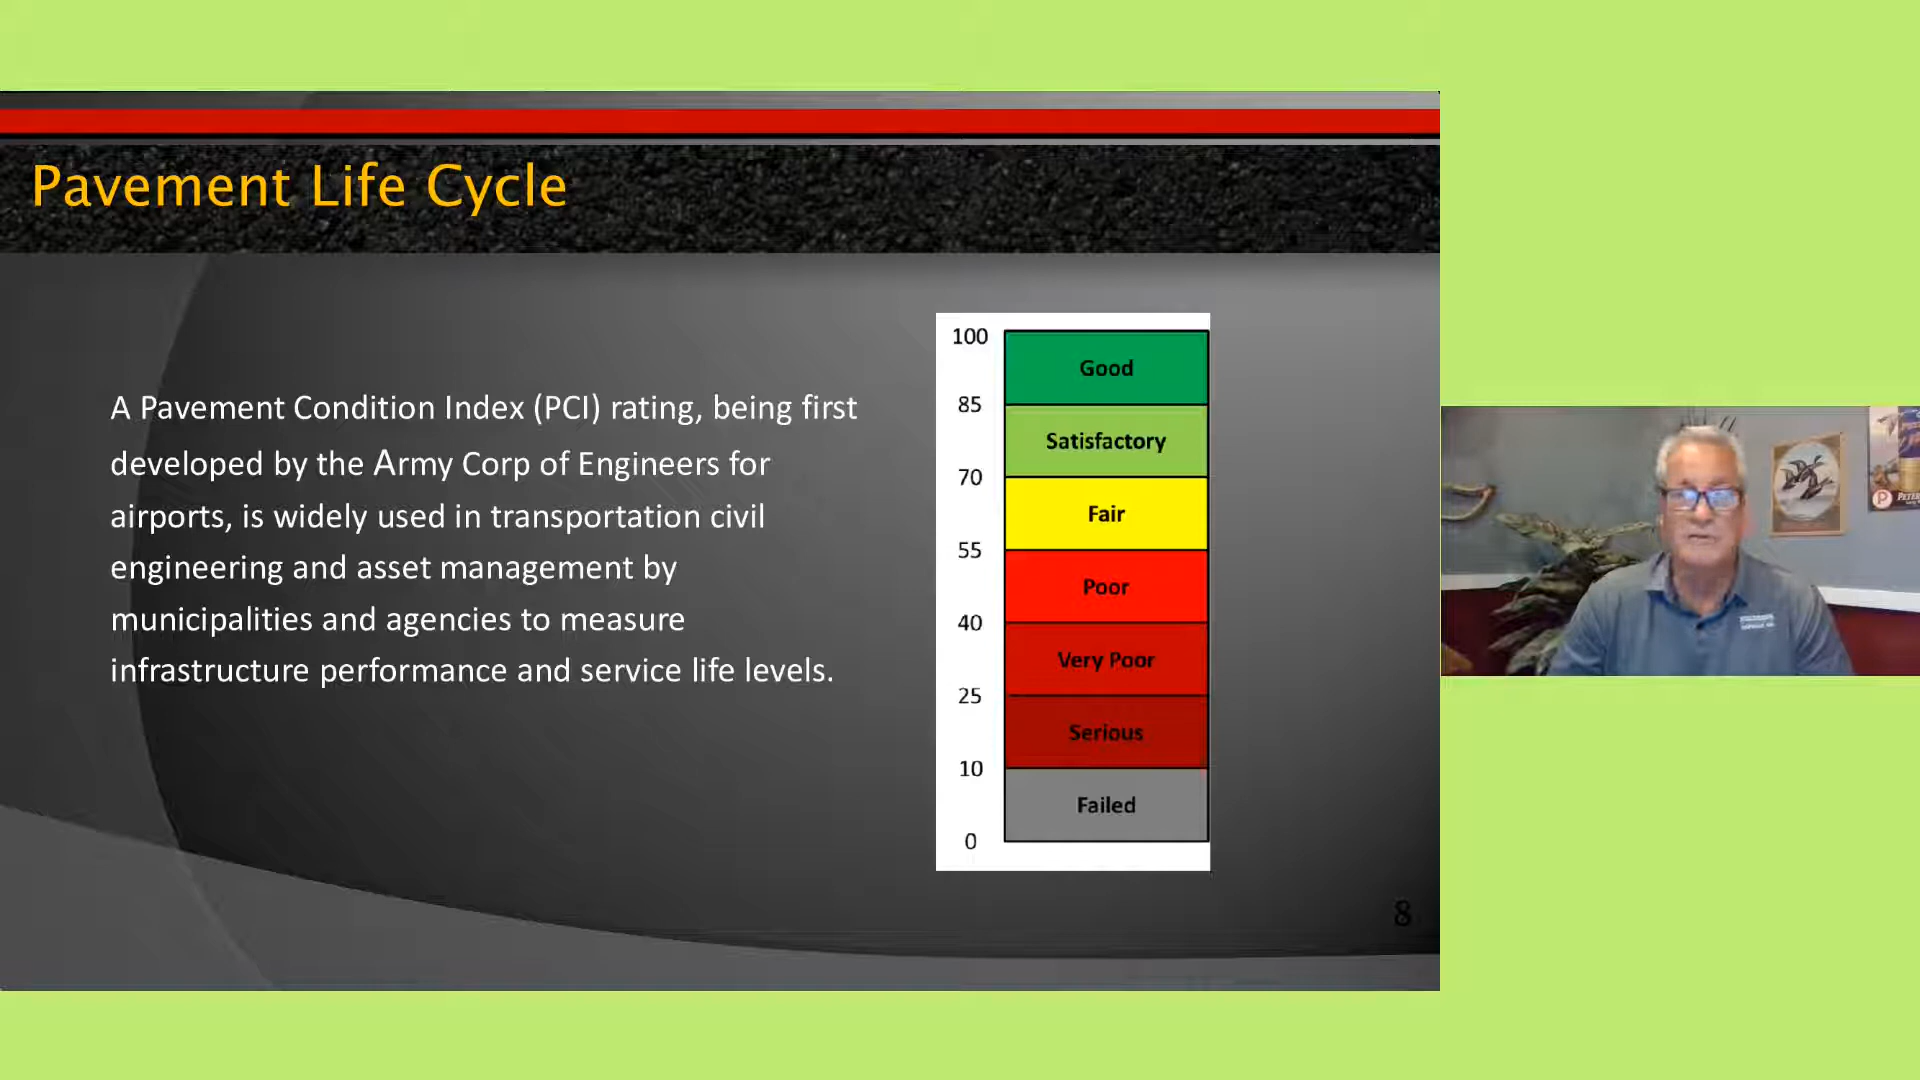 Pavement Life Cycle
A Pavement Condition Index (PCI) rating, being first
developed by the Army Corp of Engineers for
airports, is widely used in transportation civil
engineering and asset management by
municipalities and agencies to measure
infrastructure performance and service life levels.
100
Good
85
Satisfactory
70
Fair
55
Poor
40
Very Poor
25
Serious
10
Failed
0
8